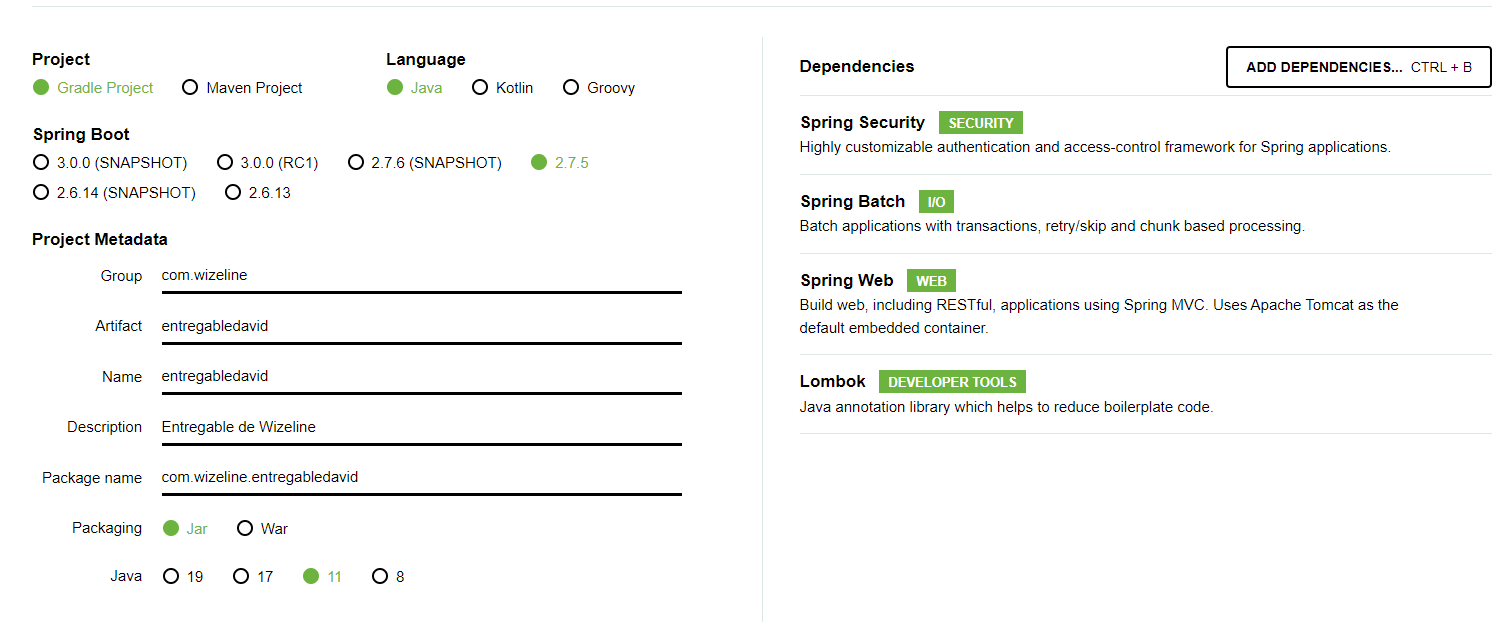 Project
Gradle Project Maven Project
Language
Java Kotlin Groovy
Spring Boot
3.0.0 (SNAPSHOT) 3.0.0 (RC1) 2.7.6 (SNAPSHOT) 2.7.5
2.6.14 (SNAPSHOT) 2.6.13
Project Metadata
Group com.wizeline
Artifact entregabledavid
Name entregabledavid
Description Entregable de Wizeline
Package name com.wizeline.entregabledavid
Packaging Jar War
Java 19 17 11 8
Dependencies ADD DEPENDENCIES... CTRL + B
Spring Security SECURITY
Highly customizable authentication and access-control framework for Spring applications.
Spring Batch I/O
Batch applications with transactions, retry/skip and chunk based processing.
Spring Web WEB
Build web, including RESTful, applications using Spring MVC. Uses Apache Tomcat as the
default embedded container.
Lombok DEVELOPER TOOLS
Java annotation library which helps to reduce boilerplate code.